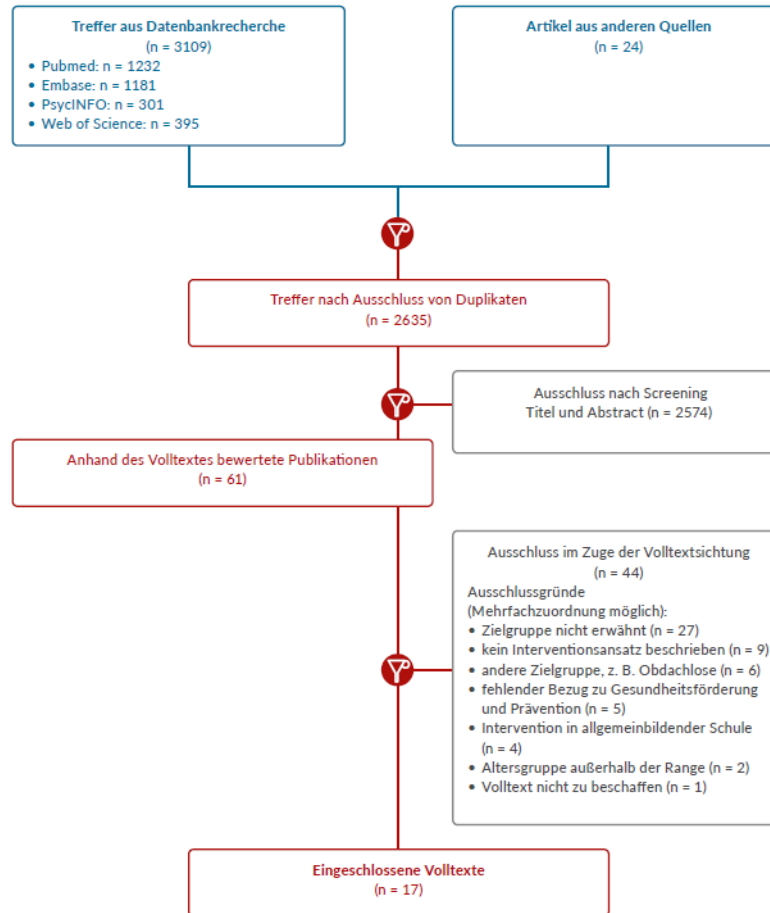 Treffer aus Datenbankrecherche
(n = 3109)
• Pubmed: n = 1232
• Embase: n = 1181
• PsycINFO: n = 301
• Web of Science: n = 395
Artikel aus anderen Quellen
(n = 24)
Treffer nach Ausschluss von Duplikaten
(n = 2635)
Ausschluss nach Screening
Titel und Abstract (n = 2574)
Anhand des Volltextes bewertete Publikationen
(n = 61)
Ausschluss im Zuge der Volltextsichtung
(n = 44)
Ausschlussgründe
(Mehrfachzuordnung möglich):
• Zielgruppe nicht erwähnt (n = 27)
• kein Interventionsansatz beschrieben (n = 9)
• andere Zielgruppe, z. B. Obdachlose (n = 6)
• fehlender Bezug zu Gesundheitsförderung
und Prävention (n = 5)
• Intervention in allgemeinbildender Schule
(n = 4)
• Altersgruppe außerhalb der Range (n = 2)
• Volltext nicht zu beschaffen (n = 1)
Eingeschlossene Volltexte
(n = 17)